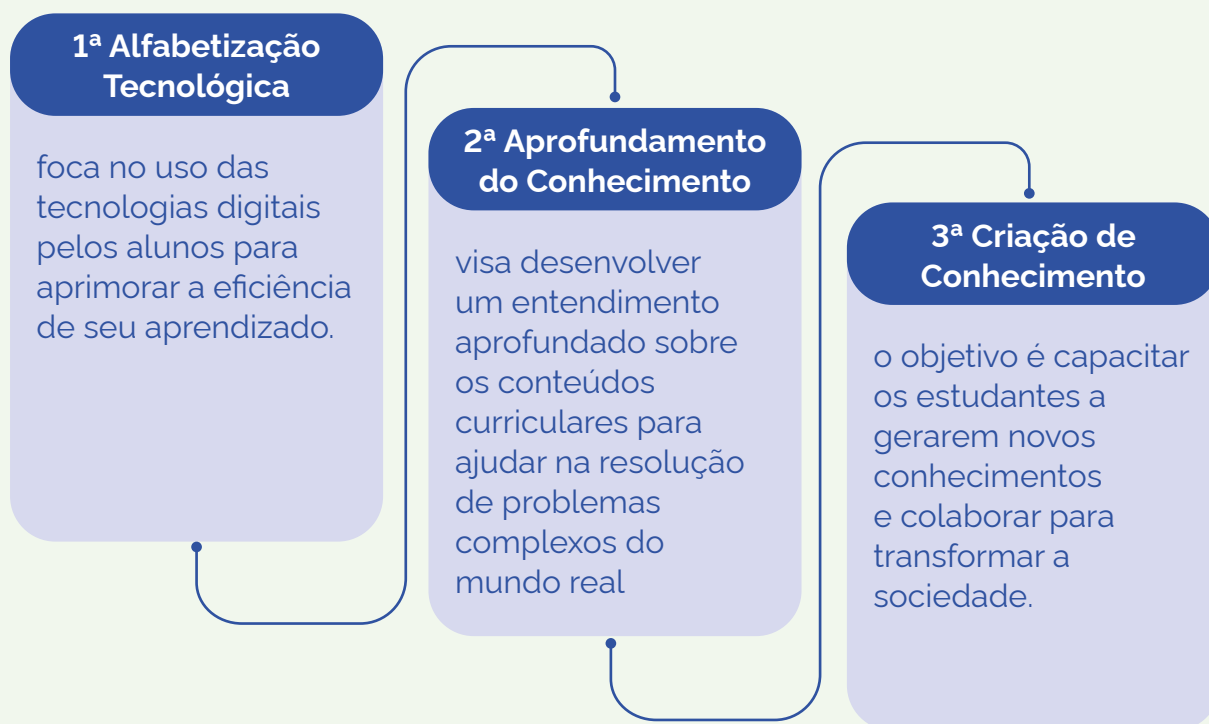 1ª Alfabetização
Tecnológica
foca no uso das
tecnologias digitais
pelos alunos para
aprimorar a eficiência
de seu aprendizado.
2ª Aprofundamento
do Conhecimento
visa desenvolver
um entendimento
aprofundado sobre
os conteúdos
curriculares para
ajudar na resolução
de problemas
complexos do
mundo real
3ª Criação de
Conhecimento
o objetivo é capacitar
os estudantes a
gerarem novos
conhecimentos
e colaborar para
transformar a
sociedade.